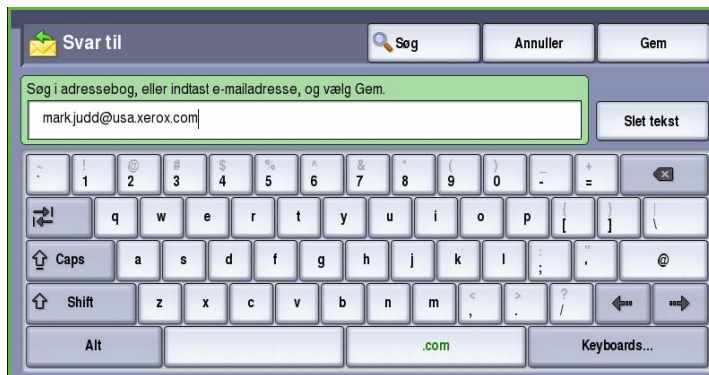 Svar til Søg Annuller Gem
Søg i adressebog, eller indtast e-mailadresse, og vælg Gem.
mark.judd@usa.xerox.com Slet tekst
~ ! @ # $ % ^ & * ( ) _ +
` 1 2 3 4 5 6 7 8 9 0 - =
q w e r t y u i o p { [ } ] | \
Caps a s d f g h j k l : ; " ' @
Shift z x c v b n m < , > . ? /
Alt .com Keyboards...